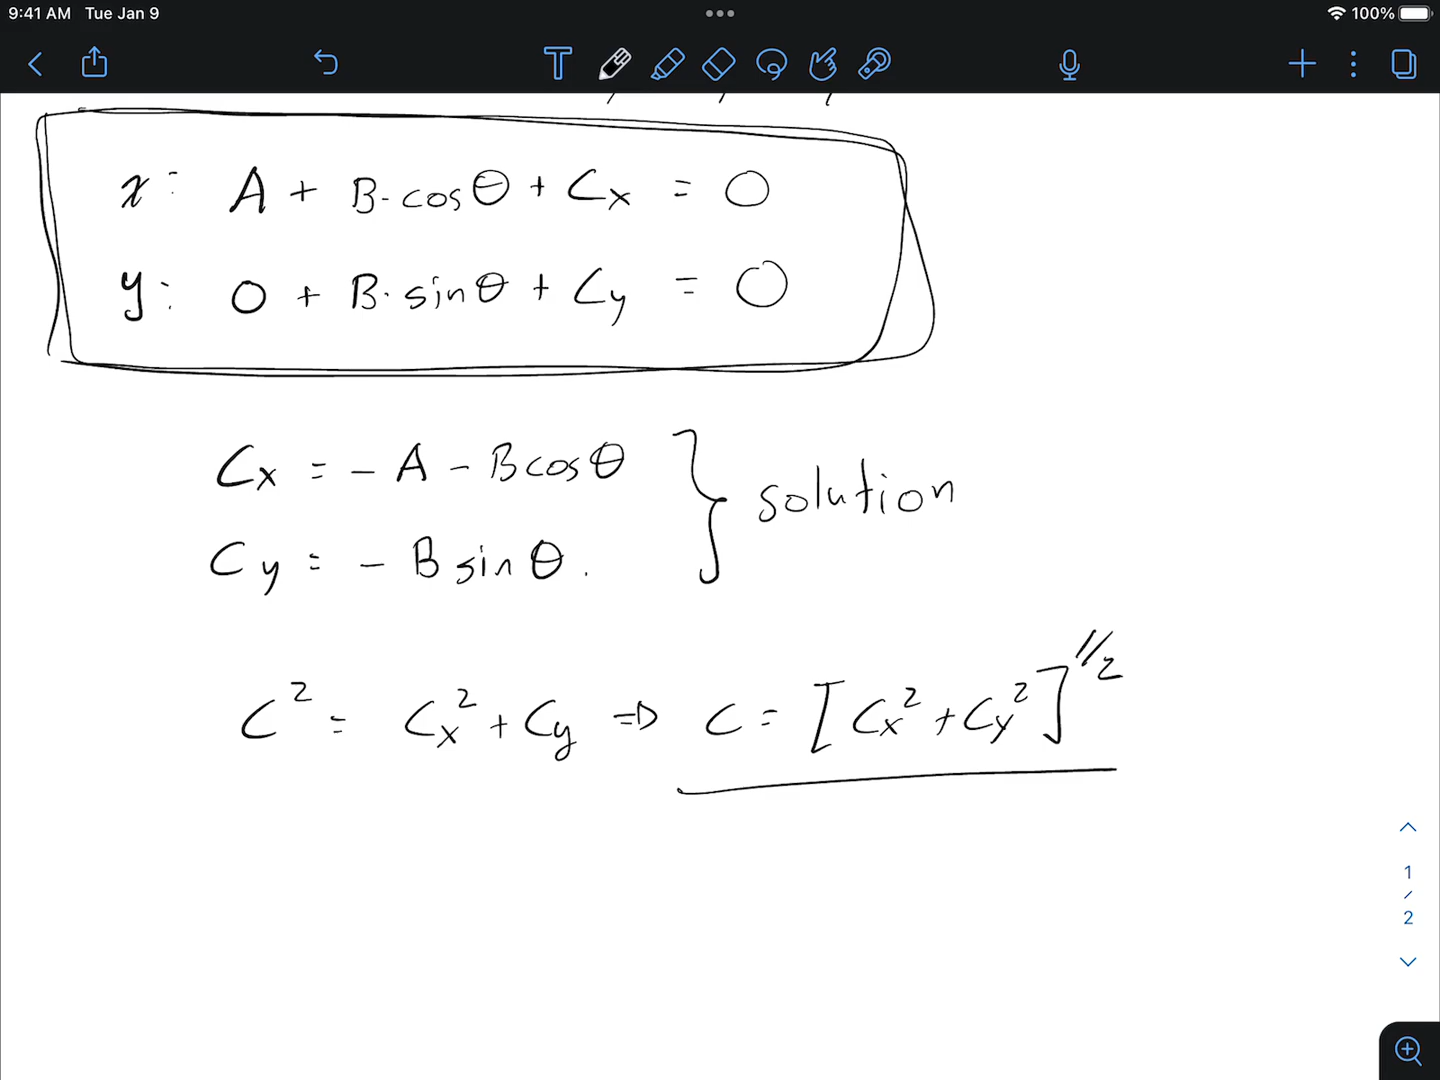 9:41 AM Tue Jan 9 100%
x: A + B·cosθ + Cx = 0
y: 0 + B·sinθ + Cy = 0
Cx = - A - Bcosθ
Cy = - B sinθ.
} solution
C² = Cx² + Cy ⇒ C = [Cx² + Cy²]^1/2
1
/
2